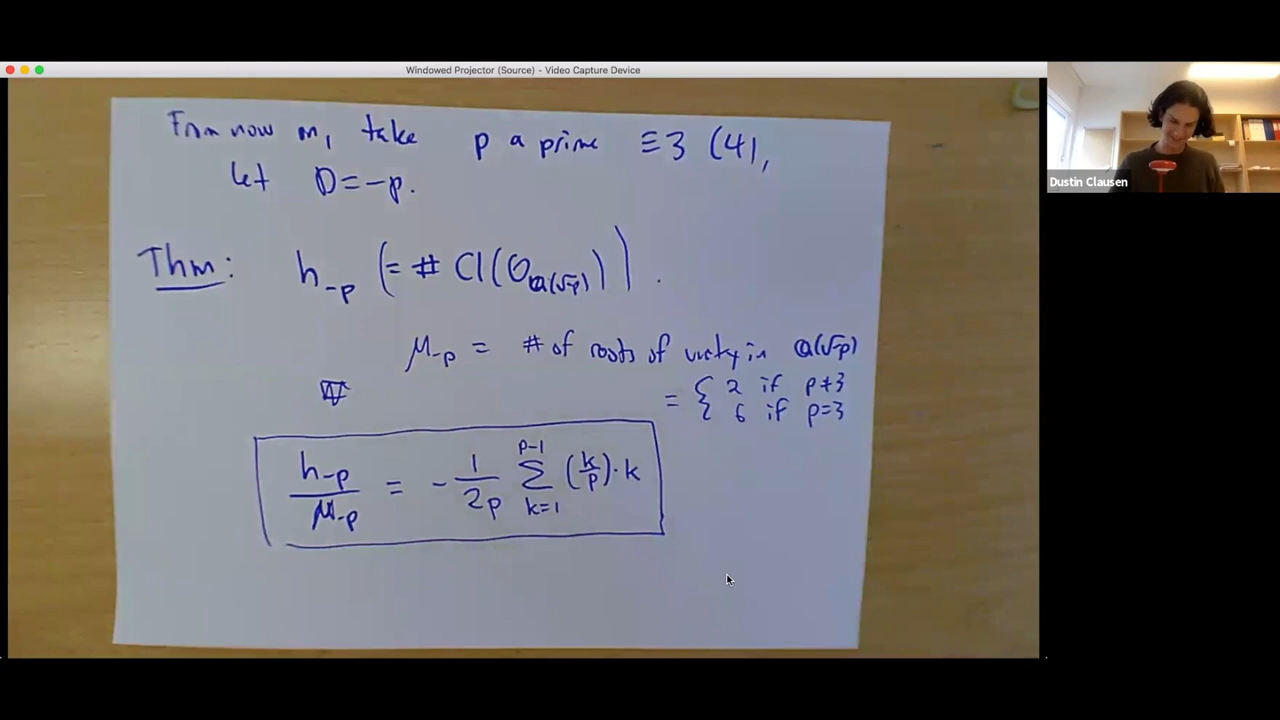 Windowed Projector (Source) - Video Capture Device
From now on, take p a prime ≡ 3 (4),
let D = -p.
Dustin Clausen
Thm: h_{-p} (= # Cl(O_{Q(√-p)})) .
μ_{-p} = # of roots of unity in Q(√-p)
= { 2 if p≠3
6 if p=3
h_{-p}/μ_{-p} = - 1/2p ∑_{k=1}^{p-1} (k/p)·k